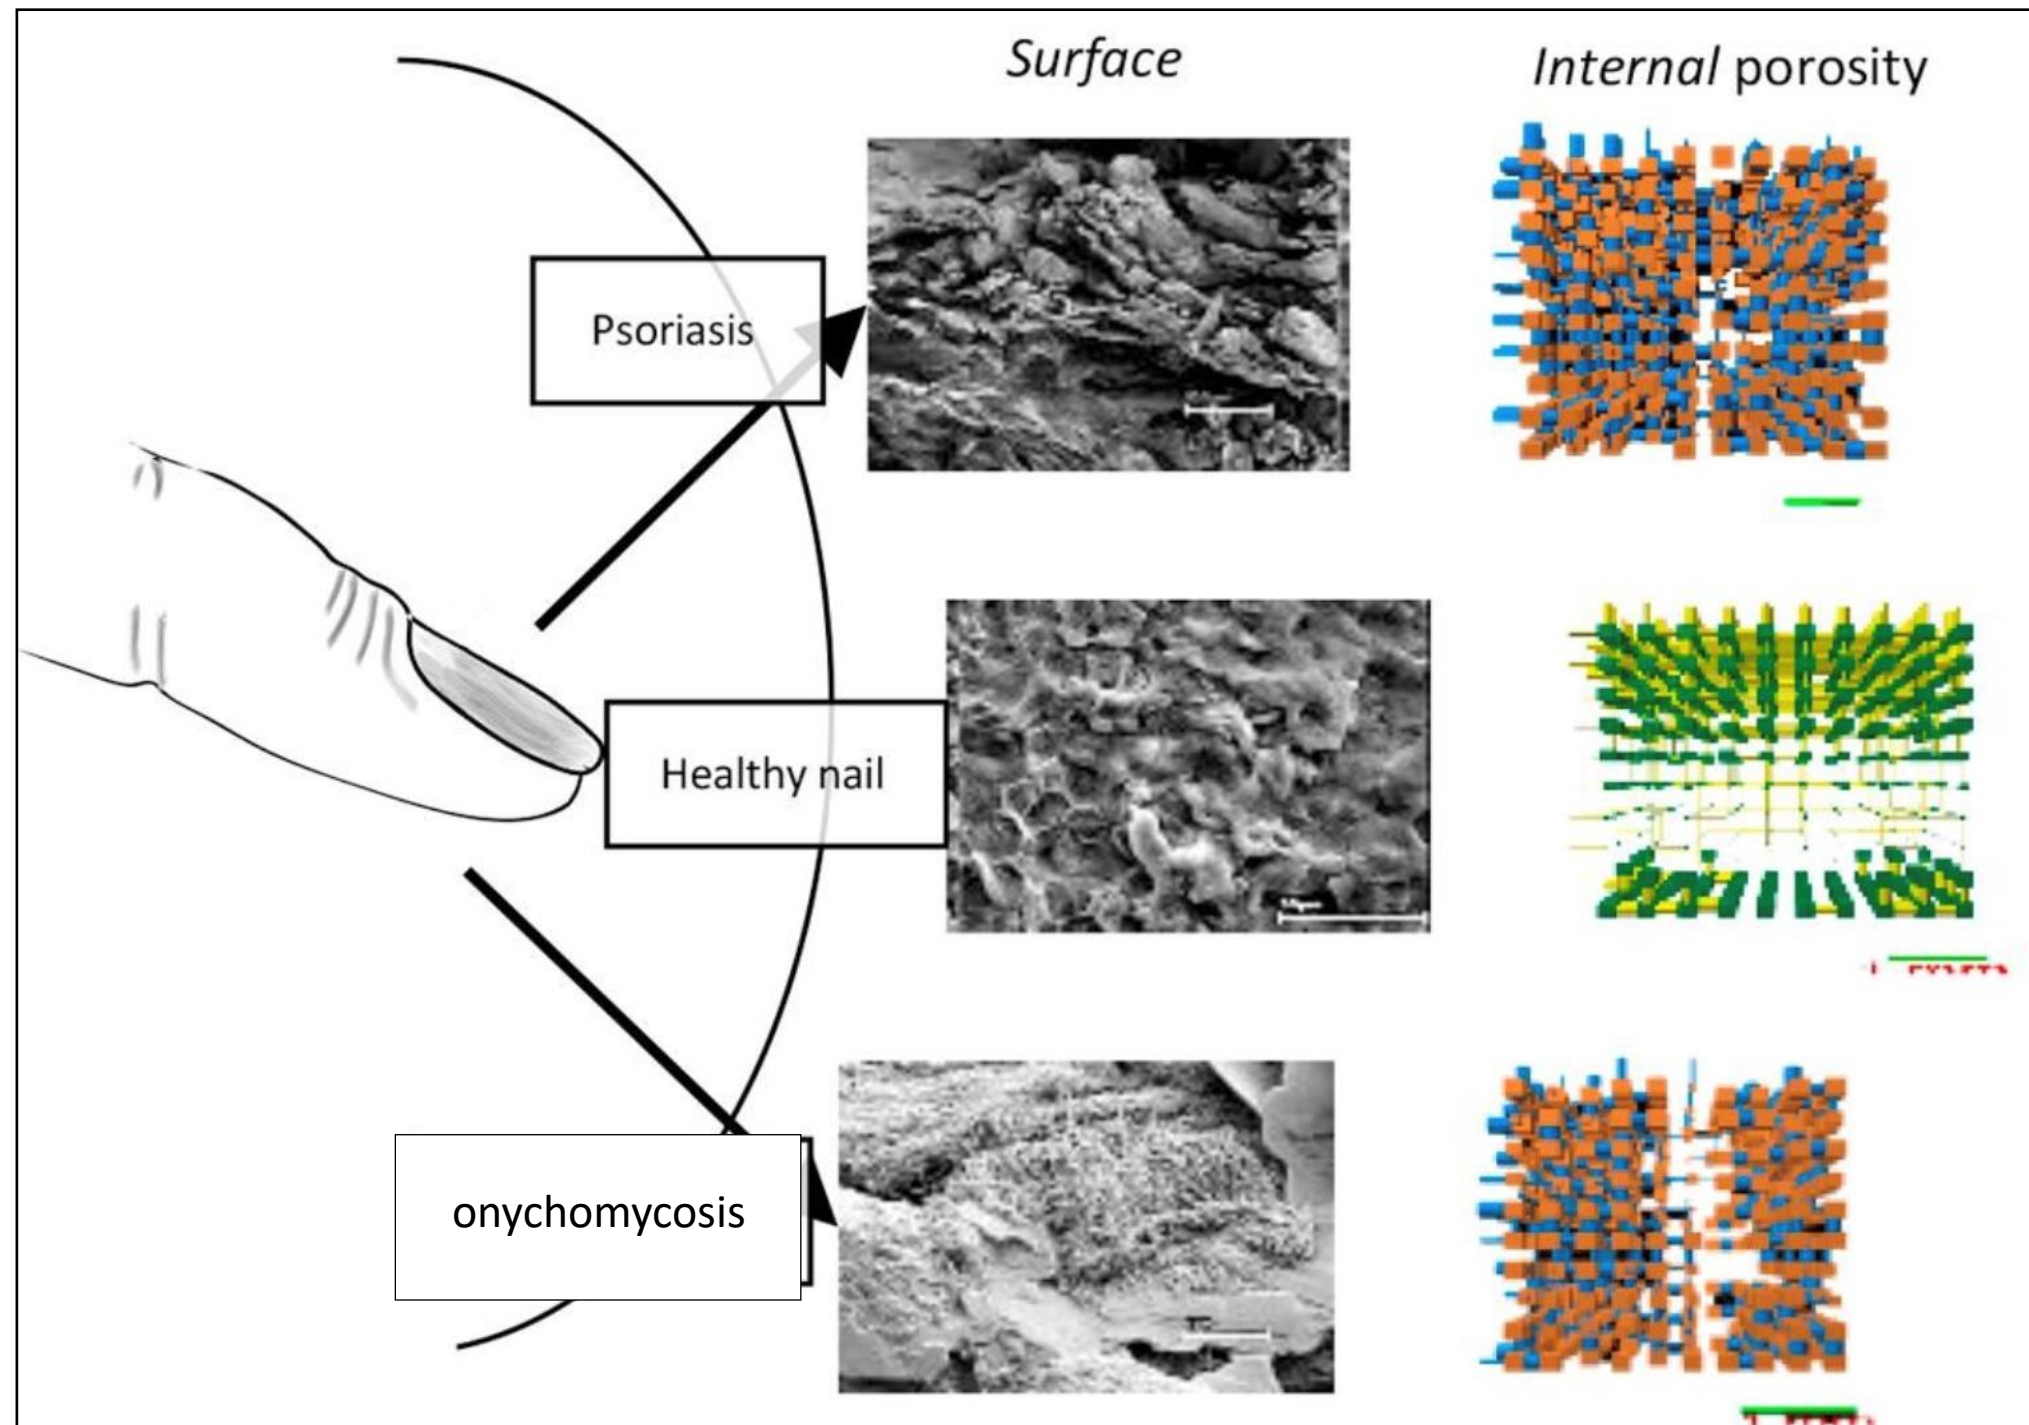 Surface
Internal porosity
Psoriasis
Healthy nail
onychomycosis